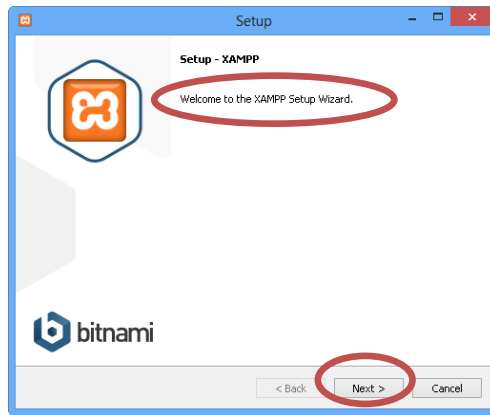 Setup
Setup - XAMPP
Welcome to the XAMPP Setup Wizard.
bitnami
< Back
Next >
Cancel